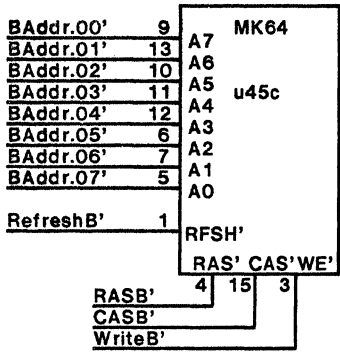 BAddr.00' 9 MK64
BAddr.01' 13 A7
BAddr.02' 10 A6
BAddr.03' 11 A5 u45c
BAddr.04' 12 A4
BAddr.05' 6 A3
BAddr.06' 7 A2
BAddr.07' 5 A1
A0
RefreshB' 1
RFSH'
RAS' CAS' WE'
4 15 3
RASB'
CASB'
WriteB'